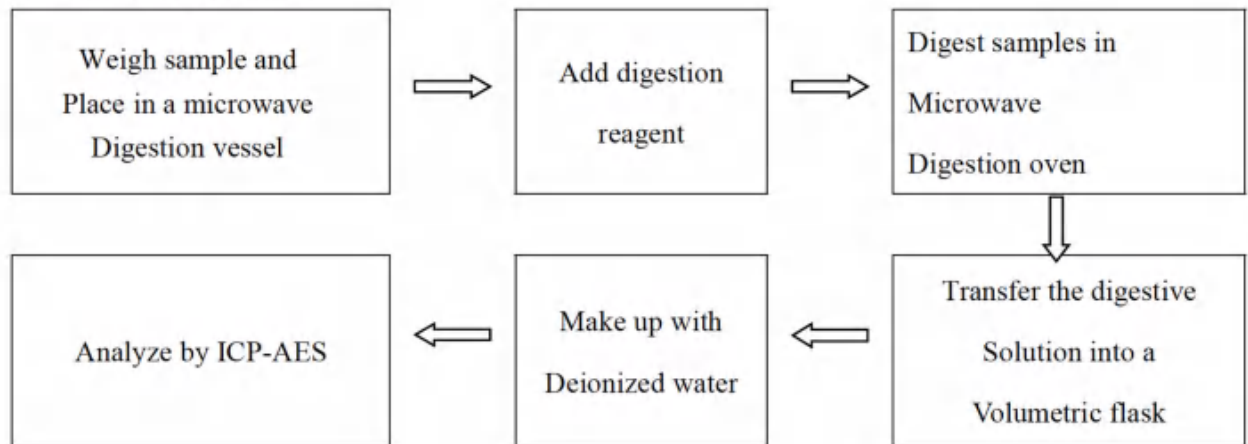 Weigh sample and
Place in a microwave
Digestion vessel
Add digestion
reagent
Digest samples in
Microwave
Digestion oven
Transfer the digestive
Solution into a
Volumetric flask
Make up with
Deionized water
Analyze by ICP-AES